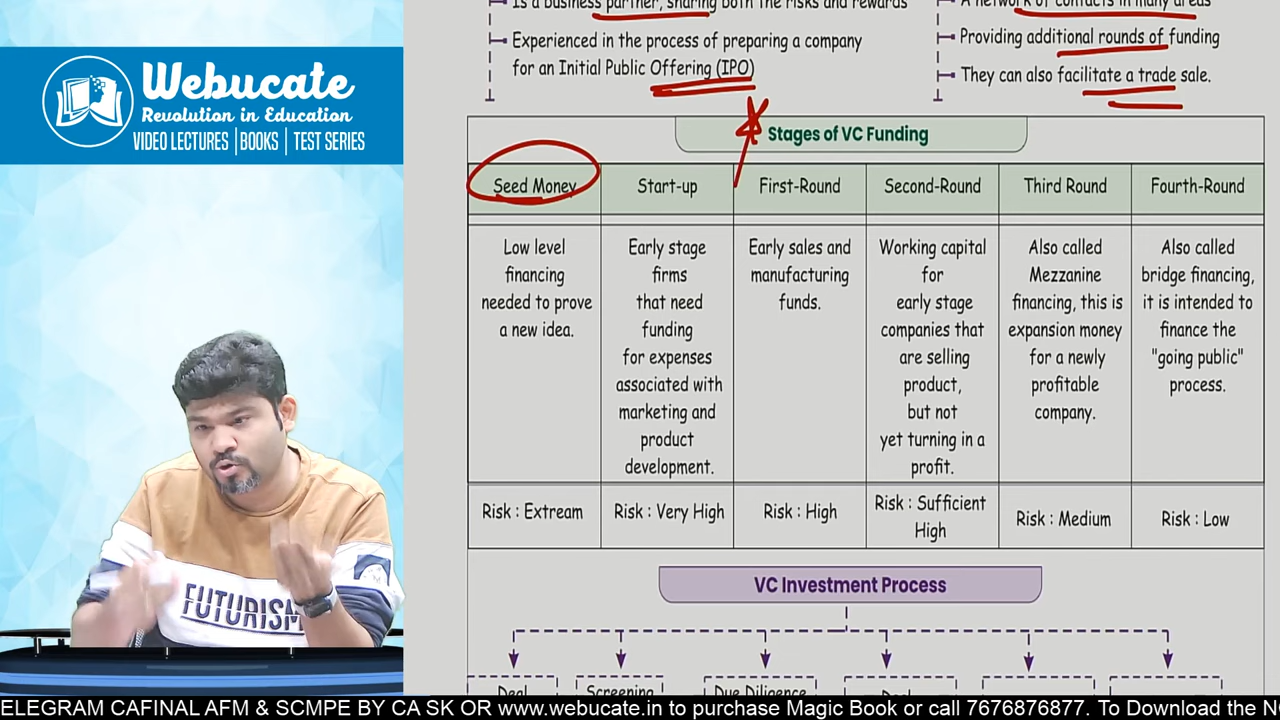 Webucate
Revolution in Education
VIDEO LECTURES | BOOKS | TEST SERIES
FUTURISM
Is a business partner, sharing both the risks and rewards
Experienced in the process of preparing a company
for an Initial Public Offering (IPO)
A network of contacts in many areas
Providing additional rounds of funding
They can also facilitate a trade sale.
Stages of VC Funding
Seed Money
Start-up
First-Round
Second-Round
Third Round
Fourth-Round
Low level
financing
needed to prove
a new idea.
Early stage
firms
that need
funding
for expenses
associated with
marketing and
product
development.
Early sales and
manufacturing
funds.
Working capital
for
early stage
companies that
are selling
product,
but not
yet turning in a
profit.
Also called
Mezzanine
financing, this is
expansion money
for a newly
profitable
company.
Also called
bridge financing,
it is intended to
finance the
"going public"
process.
Risk : Extream
Risk : Very High
Risk : High
Risk : Sufficient
High
Risk : Medium
Risk : Low
VC Investment Process
Deal
Screening
Due Diligence
Deal
ELEGRAM CAFINAL AFM & SCMPE BY CA SK OR www.webucate.in to purchase Magic Book or call 7676876877. To Download the N